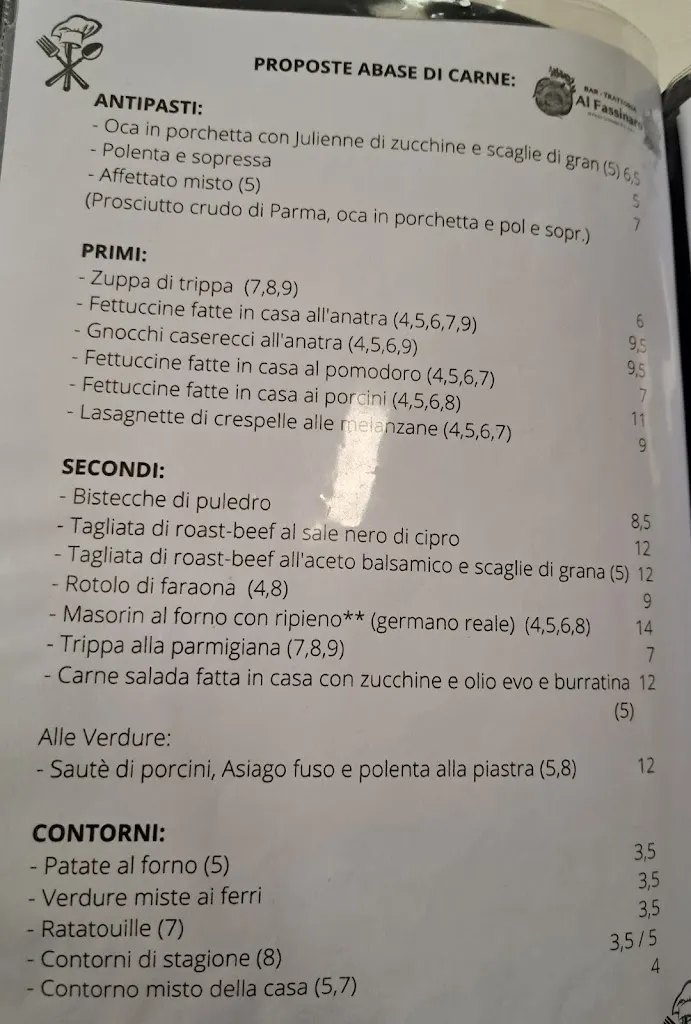 PROPOSTE ABASE DI CARNE:
BAR - TRATTORIA
Al Fassinaro
ANTIPASTI:
- Oca in porchetta con Julienne di zucchine e scaglie di gran (5) 6,5
- Polenta e sopressa 5
- Affettato misto (5) 7
(Prosciutto crudo di Parma, oca in porchetta e pol e sopr.)
PRIMI:
- Zuppa di trippa (7,8,9) 6
- Fettuccine fatte in casa all'anatra (4,5,6,7,9) 9,5
- Gnocchi caserecci all'anatra (4,5,6,9) 9,5
- Fettuccine fatte in casa al pomodoro (4,5,6,7) 7
- Fettuccine fatte in casa ai porcini (4,5,6,8) 11
- Lasagnette di crespelle alle melanzane (4,5,6,7) 9
SECONDI:
- Bistecche di puledro 8,5
- Tagliata di roast-beef al sale nero di cipro 12
- Tagliata di roast-beef all'aceto balsamico e scaglie di grana (5) 12
- Rotolo di faraona (4,8) 9
- Masorin al forno con ripieno** (germano reale) (4,5,6,8) 14
- Trippa alla parmigiana (7,8,9) 7
- Carne salada fatta in casa con zucchine e olio evo e burratina 12
(5)
Alle Verdure:
- Sautè di porcini, Asiago fuso e polenta alla piastra (5,8) 12
CONTORNI:
- Patate al forno (5) 3,5
- Verdure miste ai ferri 3,5
- Ratatouille (7) 3,5
- Contorni di stagione (8) 3,5 / 5
- Contorno misto della casa (5,7) 4